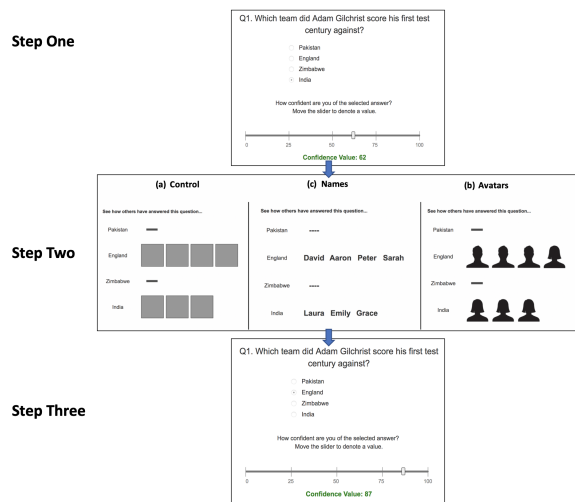 Step One
Q1. Which team did Adam Gilchrist score his first test
century against?
Pakistan
England
Zimbabwe
India
How confident are you of the selected answer?
Move the slider to denote a value.
0 25 50 75 100
Confidence Value: 62
Step Two
(a) Control
See how others have answered this question...
Pakistan
England
Zimbabwe
India
(c) Names
See how others have answered this question...
Pakistan ----
England David Aaron Peter Sarah
Zimbabwe ----
India Laura Emily Grace
(b) Avatars
See how others have answered this question...
Pakistan
England
Zimbabwe
India
Step Three
Q1. Which team did Adam Gilchrist score his first test
century against?
Pakistan
England
Zimbabwe
India
How confident are you of the selected answer?
Move the slider to denote a value.
0 25 50 75 100
Confidence Value: 87